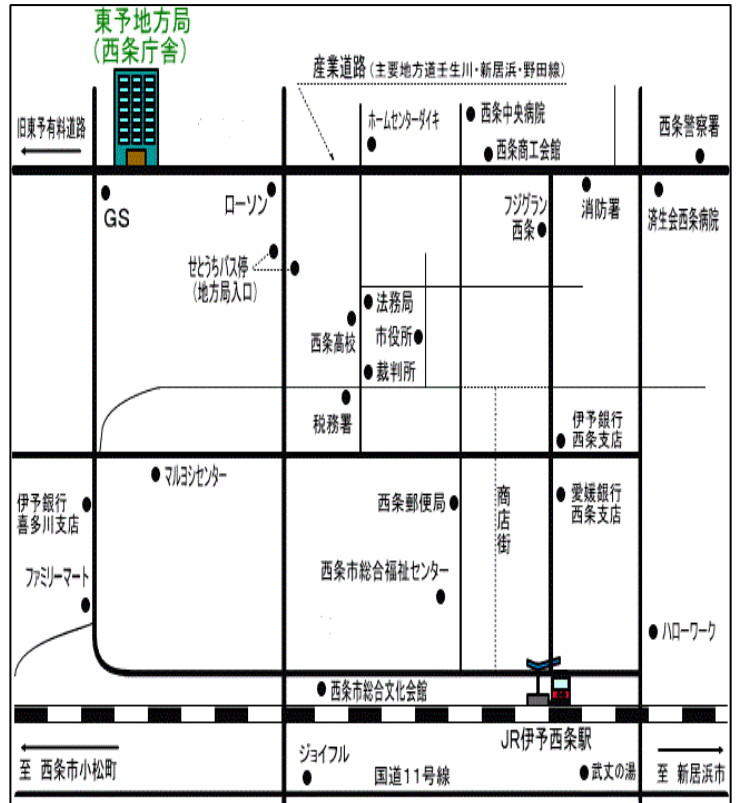 東予地方局
(西条庁舎)
産業道路(主要地方道壬生川・新居浜・野田線)
旧東予有料道路
ホームセンターダイキ
西条中央病院
西条商工会館
西条警察署
GS
ローソン
フジグラン
西条
消防署
済生会西条病院
せとうちバス停
(地方局入口)
法務局
西条高校
市役所
裁判所
税務署
伊予銀行
西条支店
マルヨシセンター
伊予銀行
喜多川支店
西条郵便局
商店街
愛媛銀行
西条支店
西条市総合福祉センター
ファミリーマート
ハローワーク
西条市総合文化会館
JR伊予西条駅
至 西条市小松町
ジョイフル
国道11号線
武丈の湯
至 新居浜市